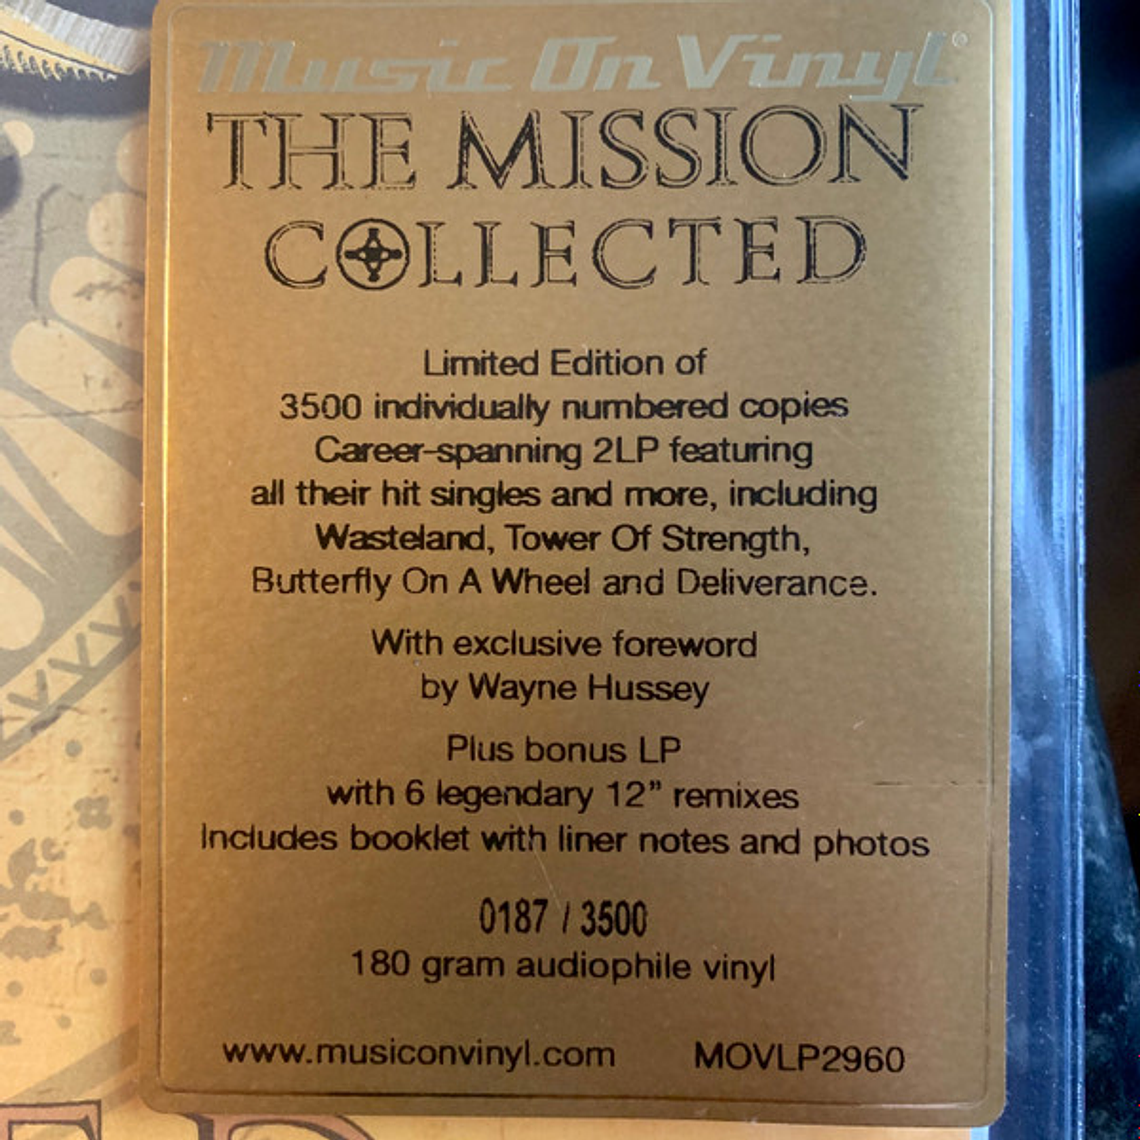 Music On Vinyl®
THE MISSION
COLLECTED
Limited Edition of
3500 individually numbered copies
Career-spanning 2LP featuring
all their hit singles and more, including
Wasteland, Tower Of Strength,
Butterfly On A Wheel and Deliverance.
With exclusive foreword
by Wayne Hussey
Plus bonus LP
with 6 legendary 12” remixes
Includes booklet with liner notes and photos
0187 / 3500
180 gram audiophile vinyl
www.musiconvinyl.com MOVLP2960